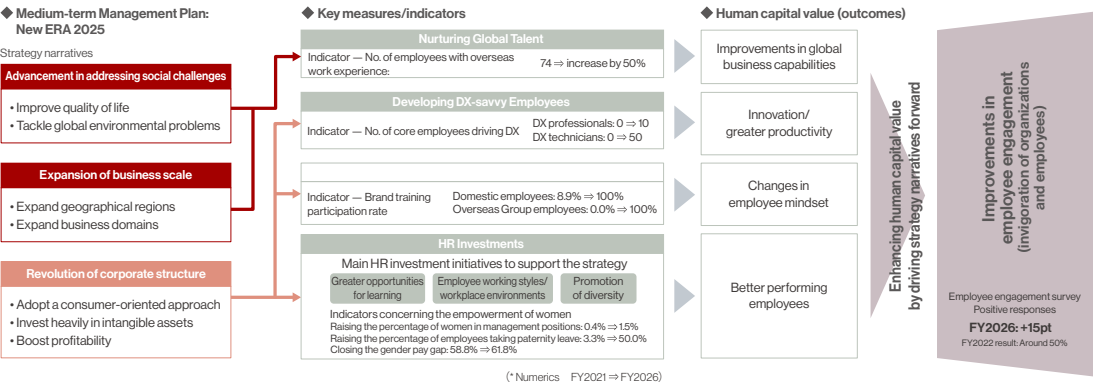 ◆ Medium-term Management Plan:
New ERA 2025
Strategy narratives
Advancement in addressing social challenges
• Improve quality of life
• Tackle global environmental problems
Expansion of business scale
• Expand geographical regions
• Expand business domains
Revolution of corporate structure
• Adopt a consumer-oriented approach
• Invest heavily in intangible assets
• Boost profitability
◆ Key measures/indicators
Nurturing Global Talent
Indicator — No. of employees with overseas
work experience:
74 ⇒ increase by 50%
Developing DX-savvy Employees
Indicator — No. of core employees driving DX
DX professionals: 0 ⇒ 10
DX technicians: 0 ⇒ 50
Indicator — Brand training
participation rate
Domestic employees: 8.9% ⇒ 100%
Overseas Group employees: 0.0% ⇒ 100%
HR Investments
Main HR investment initiatives to support the strategy
Greater opportunities
for learning
Employee working styles/
workplace environments
Promotion
of diversity
Indicators concerning the empowerment of women
Raising the percentage of women in management positions: 0.4% ⇒ 1.5%
Raising the percentage of employees taking paternity leave: 3.3% ⇒ 50.0%
Closing the gender pay gap: 58.8% ⇒ 61.8%
(* Numerics FY2021 ⇒ FY2026)
◆ Human capital value (outcomes)
Improvements in global
business capabilities
Innovation/
greater productivity
Changes in
employee mindset
Better performing
employees
Enhancing human capital value
by driving strategy narratives forward
Improvements in
employee engagement
(invigoration of organizations
and employees)
Employee engagement survey
Positive responses
FY2026: +15pt
FY2022 result: Around 50%